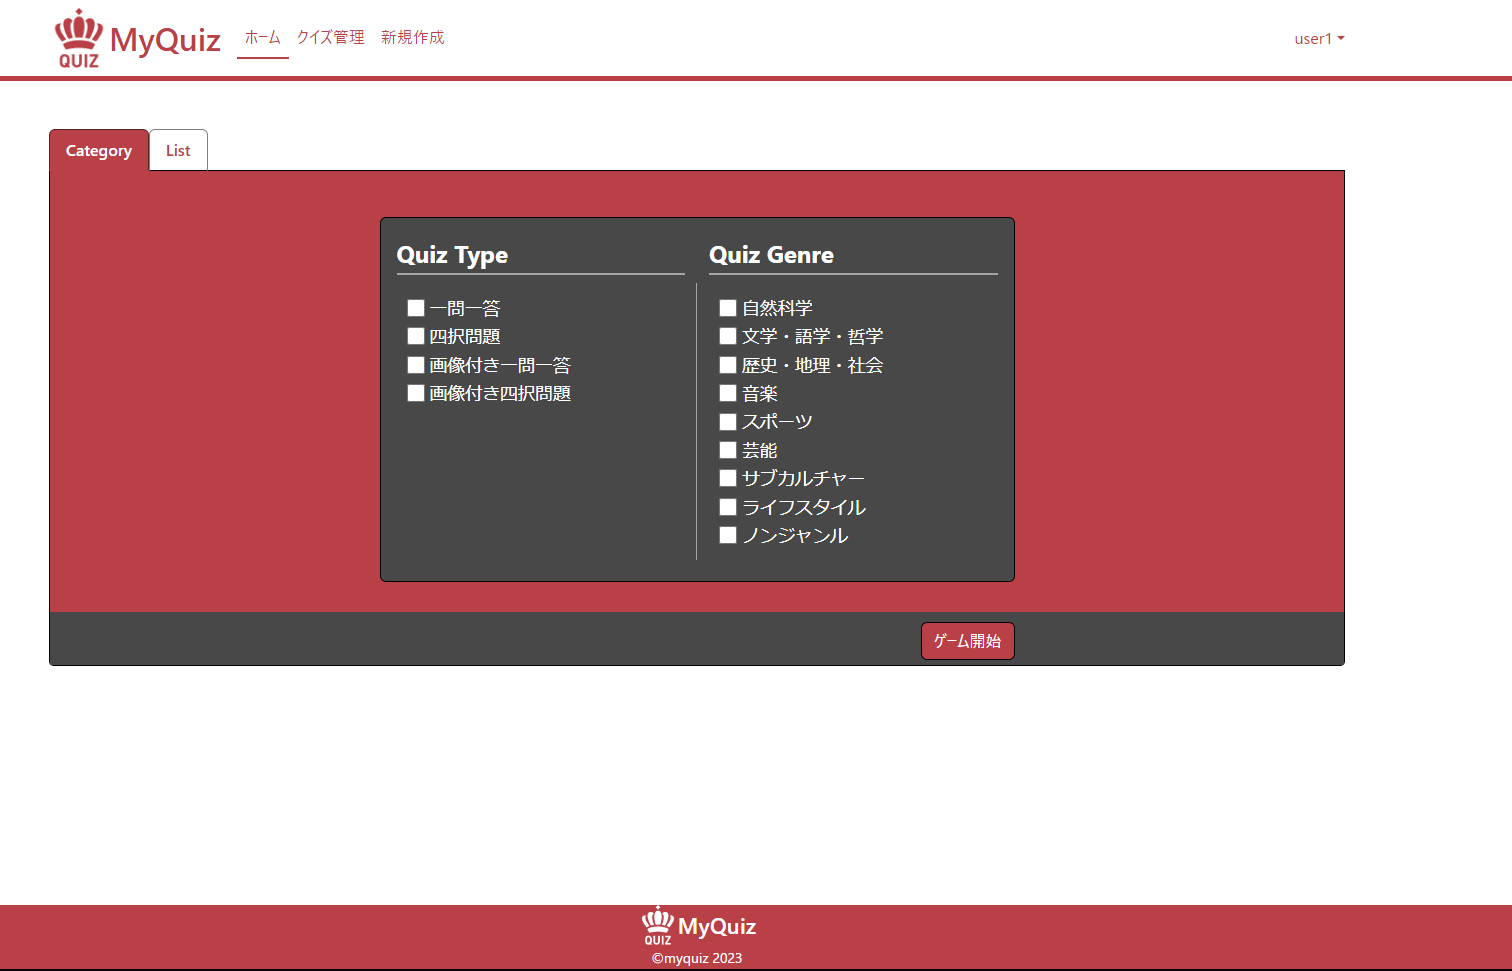 QUIZ
MyQuiz ホーム クイズ管理 新規作成 user1
Category List
Quiz Type
一問一答
四択問題
画像付き一問一答
画像付き四択問題
Quiz Genre
自然科学
文学・語学・哲学
歴史・地理・社会
音楽
スポーツ
芸能
サブカルチャー
ライフスタイル
ノンジャンル
ゲーム開始
QUIZ
MyQuiz
©myquiz 2023